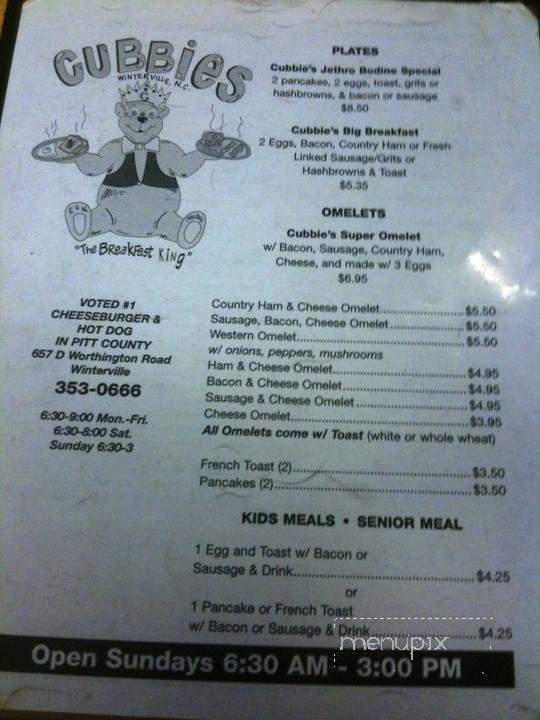 CUBBIES
WINTERVILLE, N.C.
"The BReakFest KiNg"
PLATES
Cubbie's Jethro Bodine Special
2 pancakes, 2 eggs, toast, grits or
hashbrowns, & bacon or sausage
$8.50
Cubbie's Big Breakfast
2 Eggs, Bacon, Country Ham or Fresh
Linked Sausage/Grits or
Hashbrowns & Toast
$5.35
OMELETS
Cubbie's Super Omelet
w/ Bacon, Sausage, Country Ham,
Cheese, and made w/ 3 Eggs
$6.95
VOTED #1
CHEESEBURGER &
HOT DOG
IN PITT COUNTY
657 D Worthington Road
Winterville
353-0666
6:30-9:00 Mon.-Fri.
6:30-8:00 Sat.
Sunday 6:30-3
Country Ham & Cheese Omelet....................$5.50
Sausage, Bacon, Cheese Omelet....................$5.50
Western Omelet....................$5.50
w/ onions, peppers, mushrooms
Ham & Cheese Omelet....................$4.95
Bacon & Cheese Omelet....................$4.95
Sausage & Cheese Omelet....................$4.95
Cheese Omelet....................$3.95
All Omelets come w/ Toast (white or whole wheat)
French Toast (2)....................$3.50
Pancakes (2)....................$3.50
KIDS MEALS • SENIOR MEAL
1 Egg and Toast w/ Bacon or
Sausage & Drink....................$4.25
or
1 Pancake or French Toast
w/ Bacon or Sausage & Drink....................$4.25
menupix
Open Sundays 6:30 AM - 3:00 PM